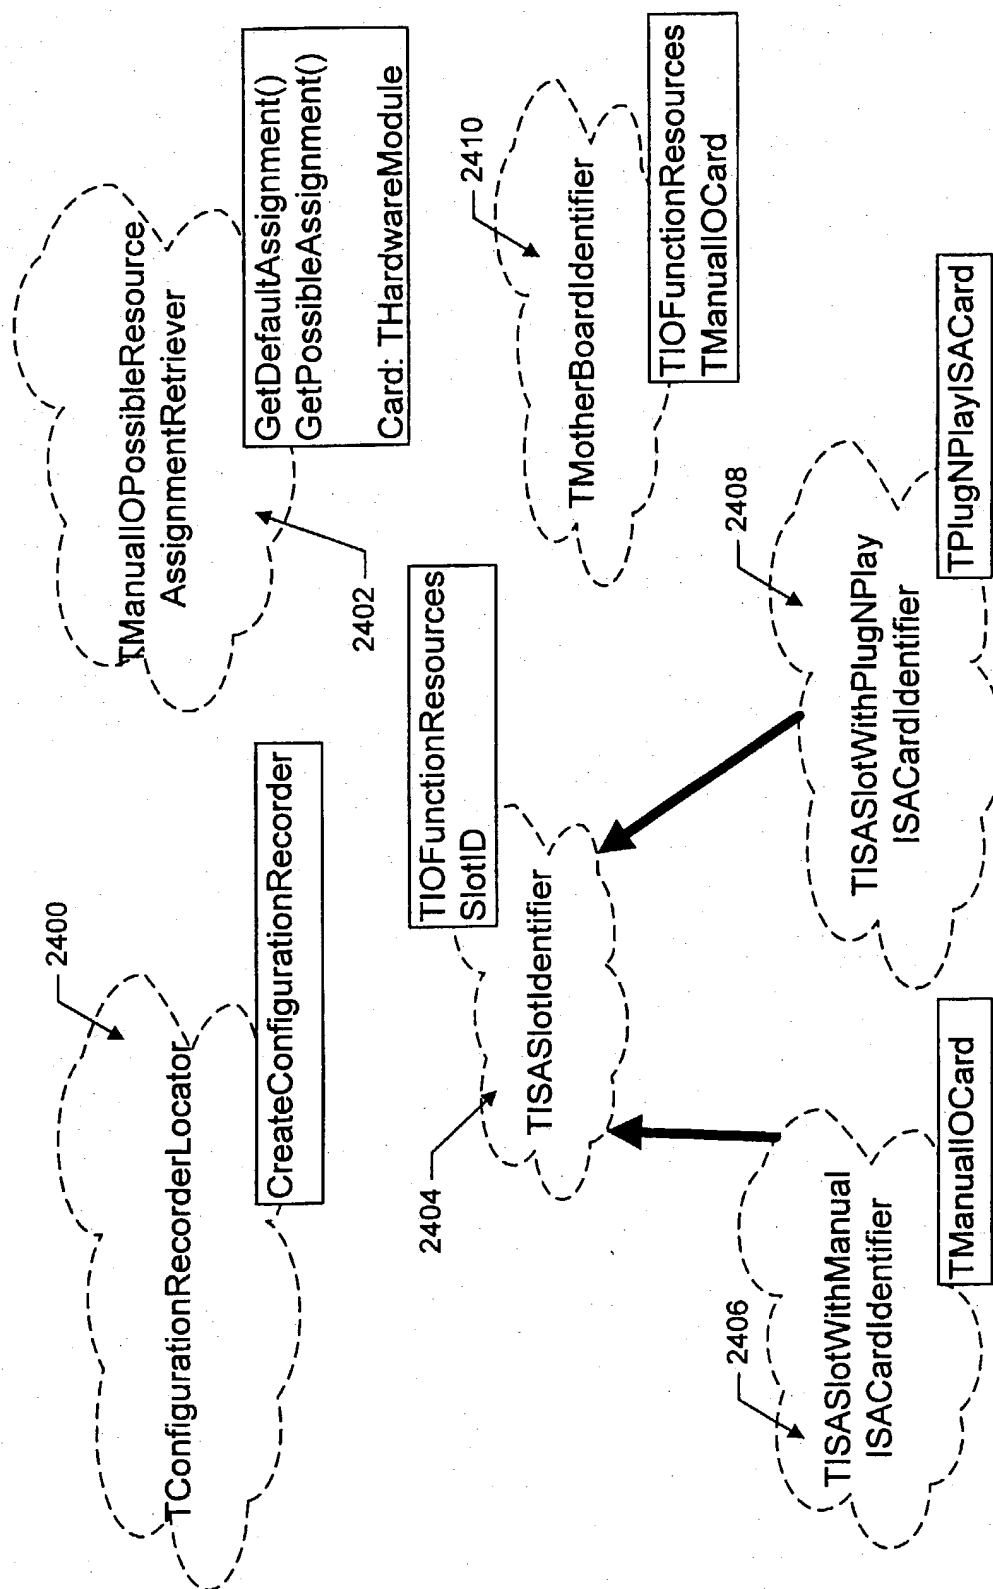 2400
TConfigurationRecorderLocator
CreateConfigurationRecorder
TManualIOPossibleResource
AssignmentRetriever
GetDefaultAssignment()
GetPossibleAssignment()
Card: THardwareModule
2402
2404
TISASlotIdentifier
TIOFunctionResources
SlotID
2410
TMotherBoardIdentifier
TIOFunctionResources
TManualIOCard
2406
TISASlotWithManual
ISACardIdentifier
TManualIOCard
2408
TISASlotWithPlugNPlay
ISACardIdentifier
TPlugNPlayISACard